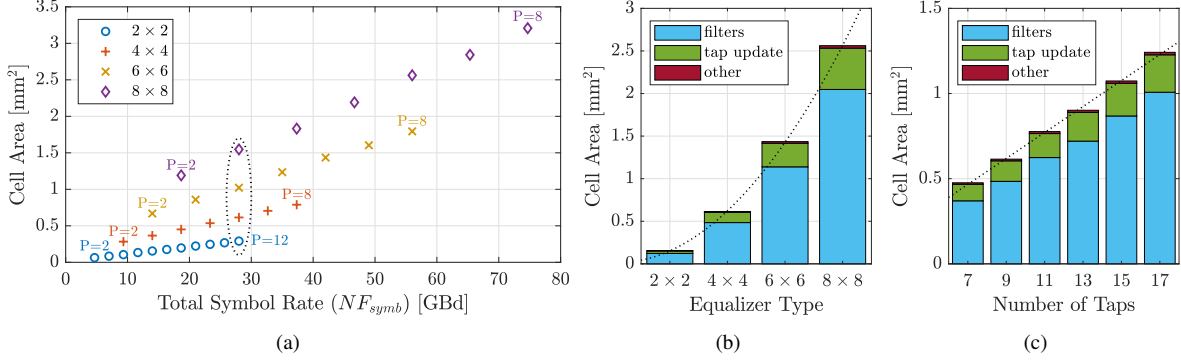 (a)
Cell Area [mm²]
3.5
3
2.5
2
1.5
1
0.5
0
2 × 2
4 × 4
6 × 6
8 × 8
P=8
P=8
P=2
P=8
P=2
P=2
P=2
P=12
0 10 20 30 40 50 60 70 80
Total Symbol Rate (NF_symb) [GBd]
(b)
Cell Area [mm²]
3
2.5
2
1.5
1
0.5
0
filters
tap update
other
2 × 2 4 × 4 6 × 6 8 × 8
Equalizer Type
(c)
Cell Area [mm²]
1.5
1
0.5
0
filters
tap update
other
7 9 11 13 15 17
Number of Taps